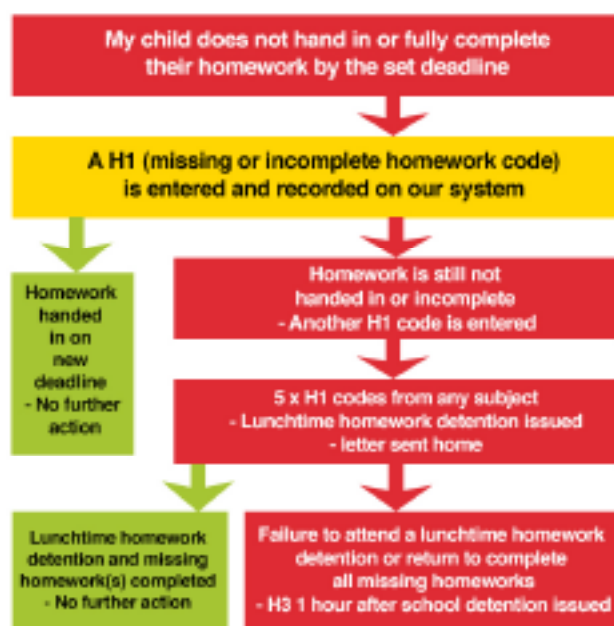 My child does not hand in or fully complete
their homework by the set deadline
A H1 (missing or incomplete homework code)
is entered and recorded on our system
Homework
handed
in on
new
deadline
- No further
action
Homework is still not
handed in or incomplete
- Another H1 code is entered
5 x H1 codes from any subject
- Lunchtime homework detention issued
- letter sent home
Lunchtime homework
detention and missing
homework(s) completed
- No further action
Failure to attend a lunchtime homework
detention or return to complete
all missing homeworks
- H3 1 hour after school detention issued